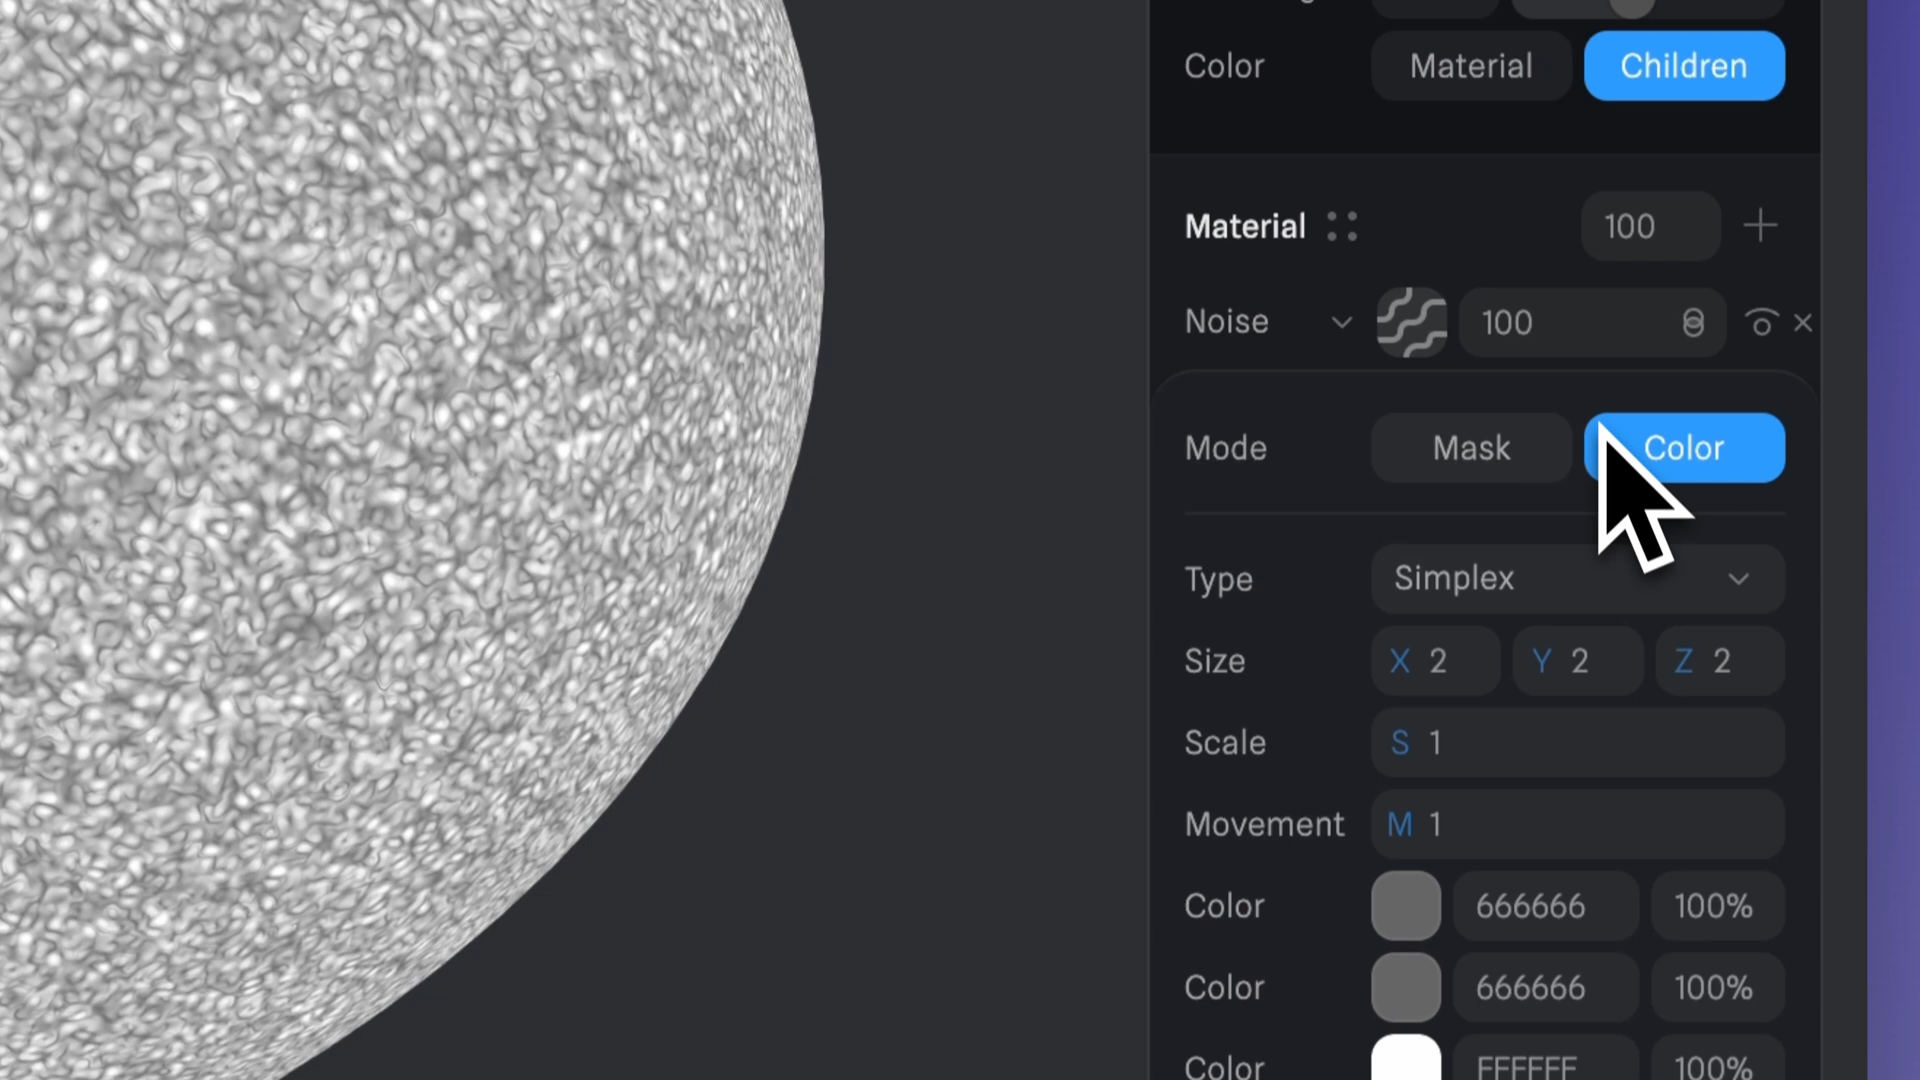 Color Material Children
Material 100
Noise 100
Mode Mask Color
Type Simplex
Size X 2 Y 2 Z 2
Scale S 1
Movement M 1
Color 666666 100%
Color 666666 100%
Color FFFFFF 100%